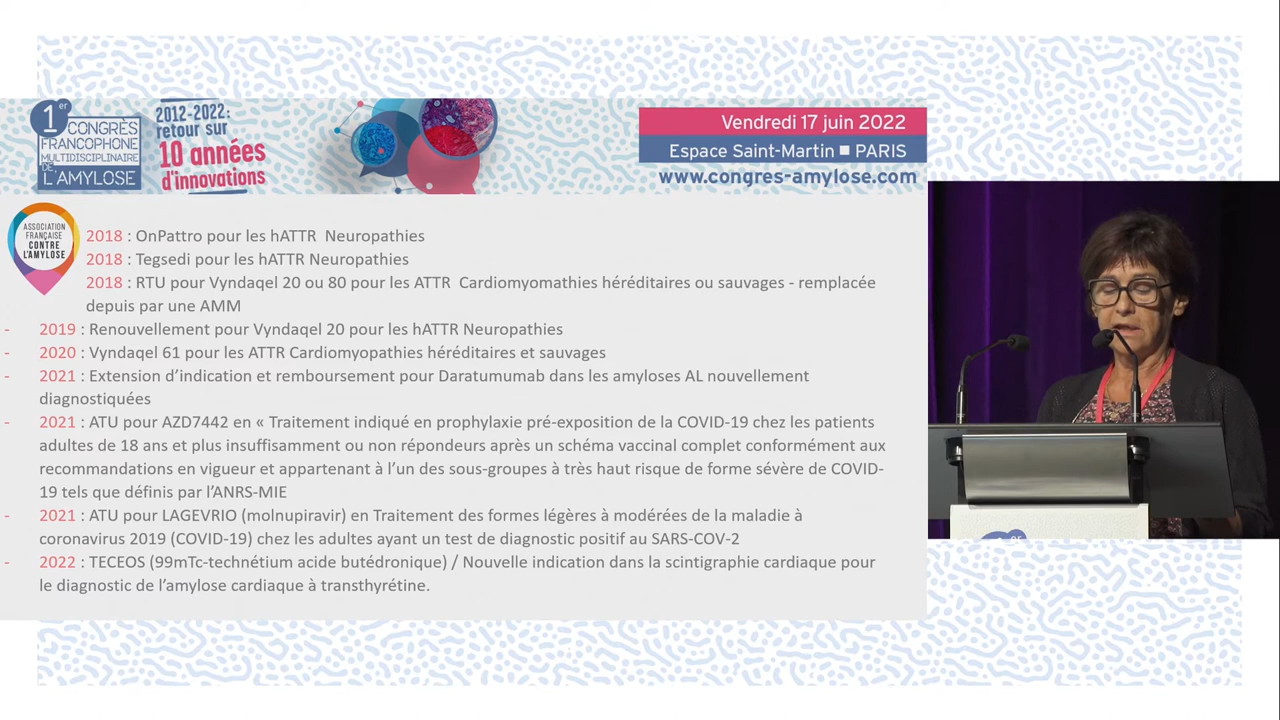 1er
CONGRÈS
FRANCOPHONE
MULTIDISCIPLINAIRE
DE
L'AMYLOSE
2012-2022:
retour sur
10 années
d'innovations
Vendredi 17 juin 2022
Espace Saint-Martin ■ PARIS
www.congres-amylose.com
ASSOCIATION
FRANÇAISE
CONTRE
L'AMYLOSE
2018 : OnPattro pour les hATTR Neuropathies
2018 : Tegsedi pour les hATTR Neuropathies
2018 : RTU pour Vyndaqel 20 ou 80 pour les ATTR Cardiomyomathies héréditaires ou sauvages - remplacée
depuis par une AMM
- 2019 : Renouvellement pour Vyndaqel 20 pour les hATTR Neuropathies
- 2020 : Vyndaqel 61 pour les ATTR Cardiomyopathies héréditaires et sauvages
- 2021 : Extension d'indication et remboursement pour Daratumumab dans les amyloses AL nouvellement
diagnostiquées
- 2021 : ATU pour AZD7442 en « Traitement indiqué en prophylaxie pré-exposition de la COVID-19 chez les patients
adultes de 18 ans et plus insuffisamment ou non répondeurs après un schéma vaccinal complet conformément aux
recommandations en vigueur et appartenant à l'un des sous-groupes à très haut risque de forme sévère de COVID-
19 tels que définis par l'ANRS-MIE
- 2021 : ATU pour LAGEVRIO (monupiravir) en Traitement des formes légères à modérées de la maladie à
coronavirus 2019 (COVID-19) chez les adultes ayant un test de diagnostic positif au SARS-COV-2
- 2022 : TECEOS (99mTc-technétium acide butédronique) / Nouvelle indication dans la scintigraphie cardiaque pour
le diagnostic de l'amylose cardiaque à transthyrétine.